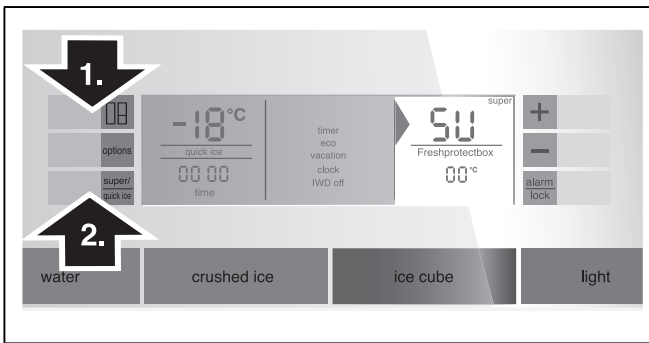 1.
options
super/
quick ice
2.
-18°C
quick ice
00 00
time
timer
eco
vacation
clock
IWD off
super
SU
Freshprotectbox
00°C
+
-
alarm
lock
water
crushed ice
ice cube
light